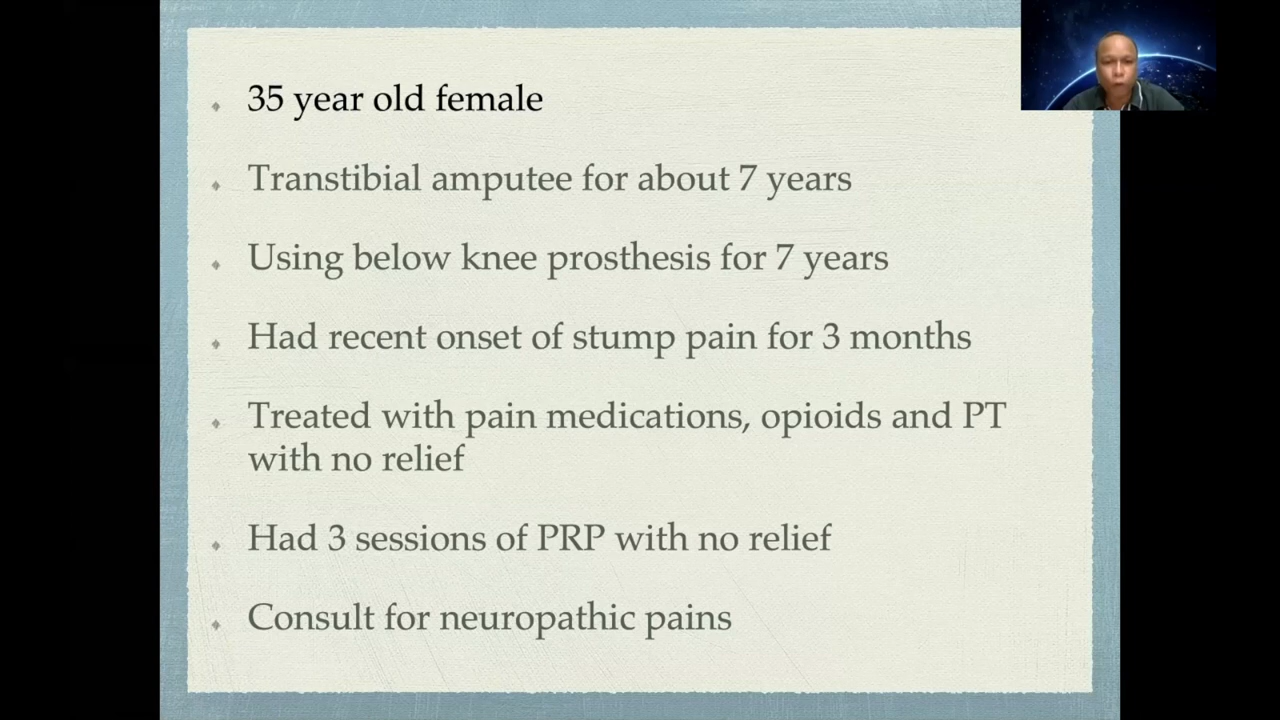 35 year old female
Transtibial amputee for about 7 years
Using below knee prosthesis for 7 years
Had recent onset of stump pain for 3 months
Treated with pain medications, opioids and PT
with no relief
Had 3 sessions of PRP with no relief
Consult for neuropathic pains